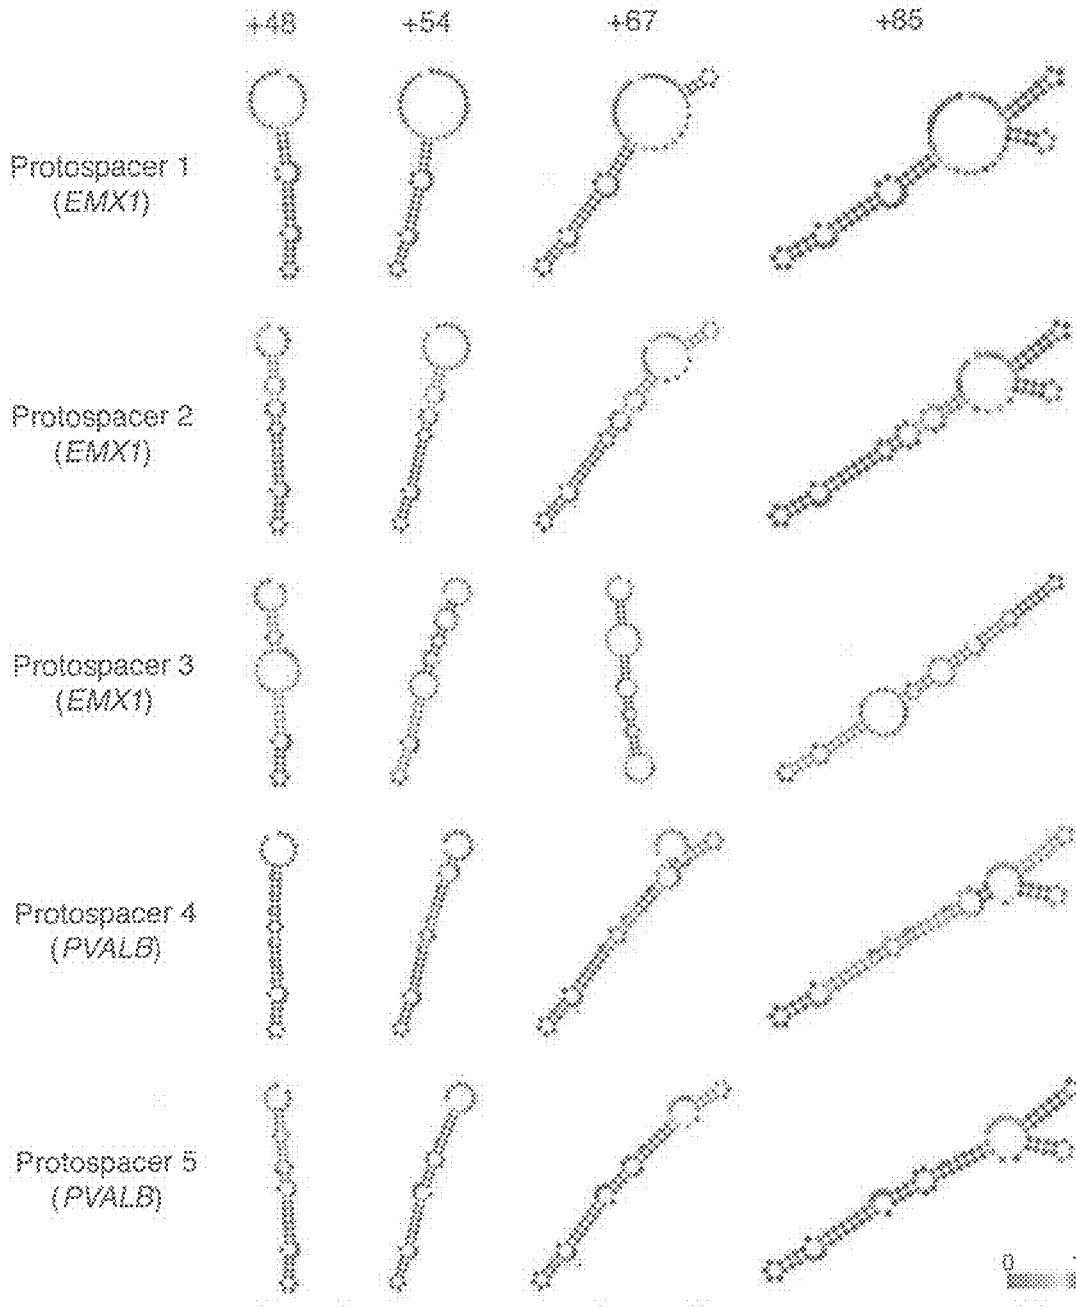 +48 +54 +67 +85
Protospacer 1
(EMX1)
Protospacer 2
(EMX1)
Protospacer 3
(EMX1)
Protospacer 4
(PVALB)
Protospacer 5
(PVALB)
0